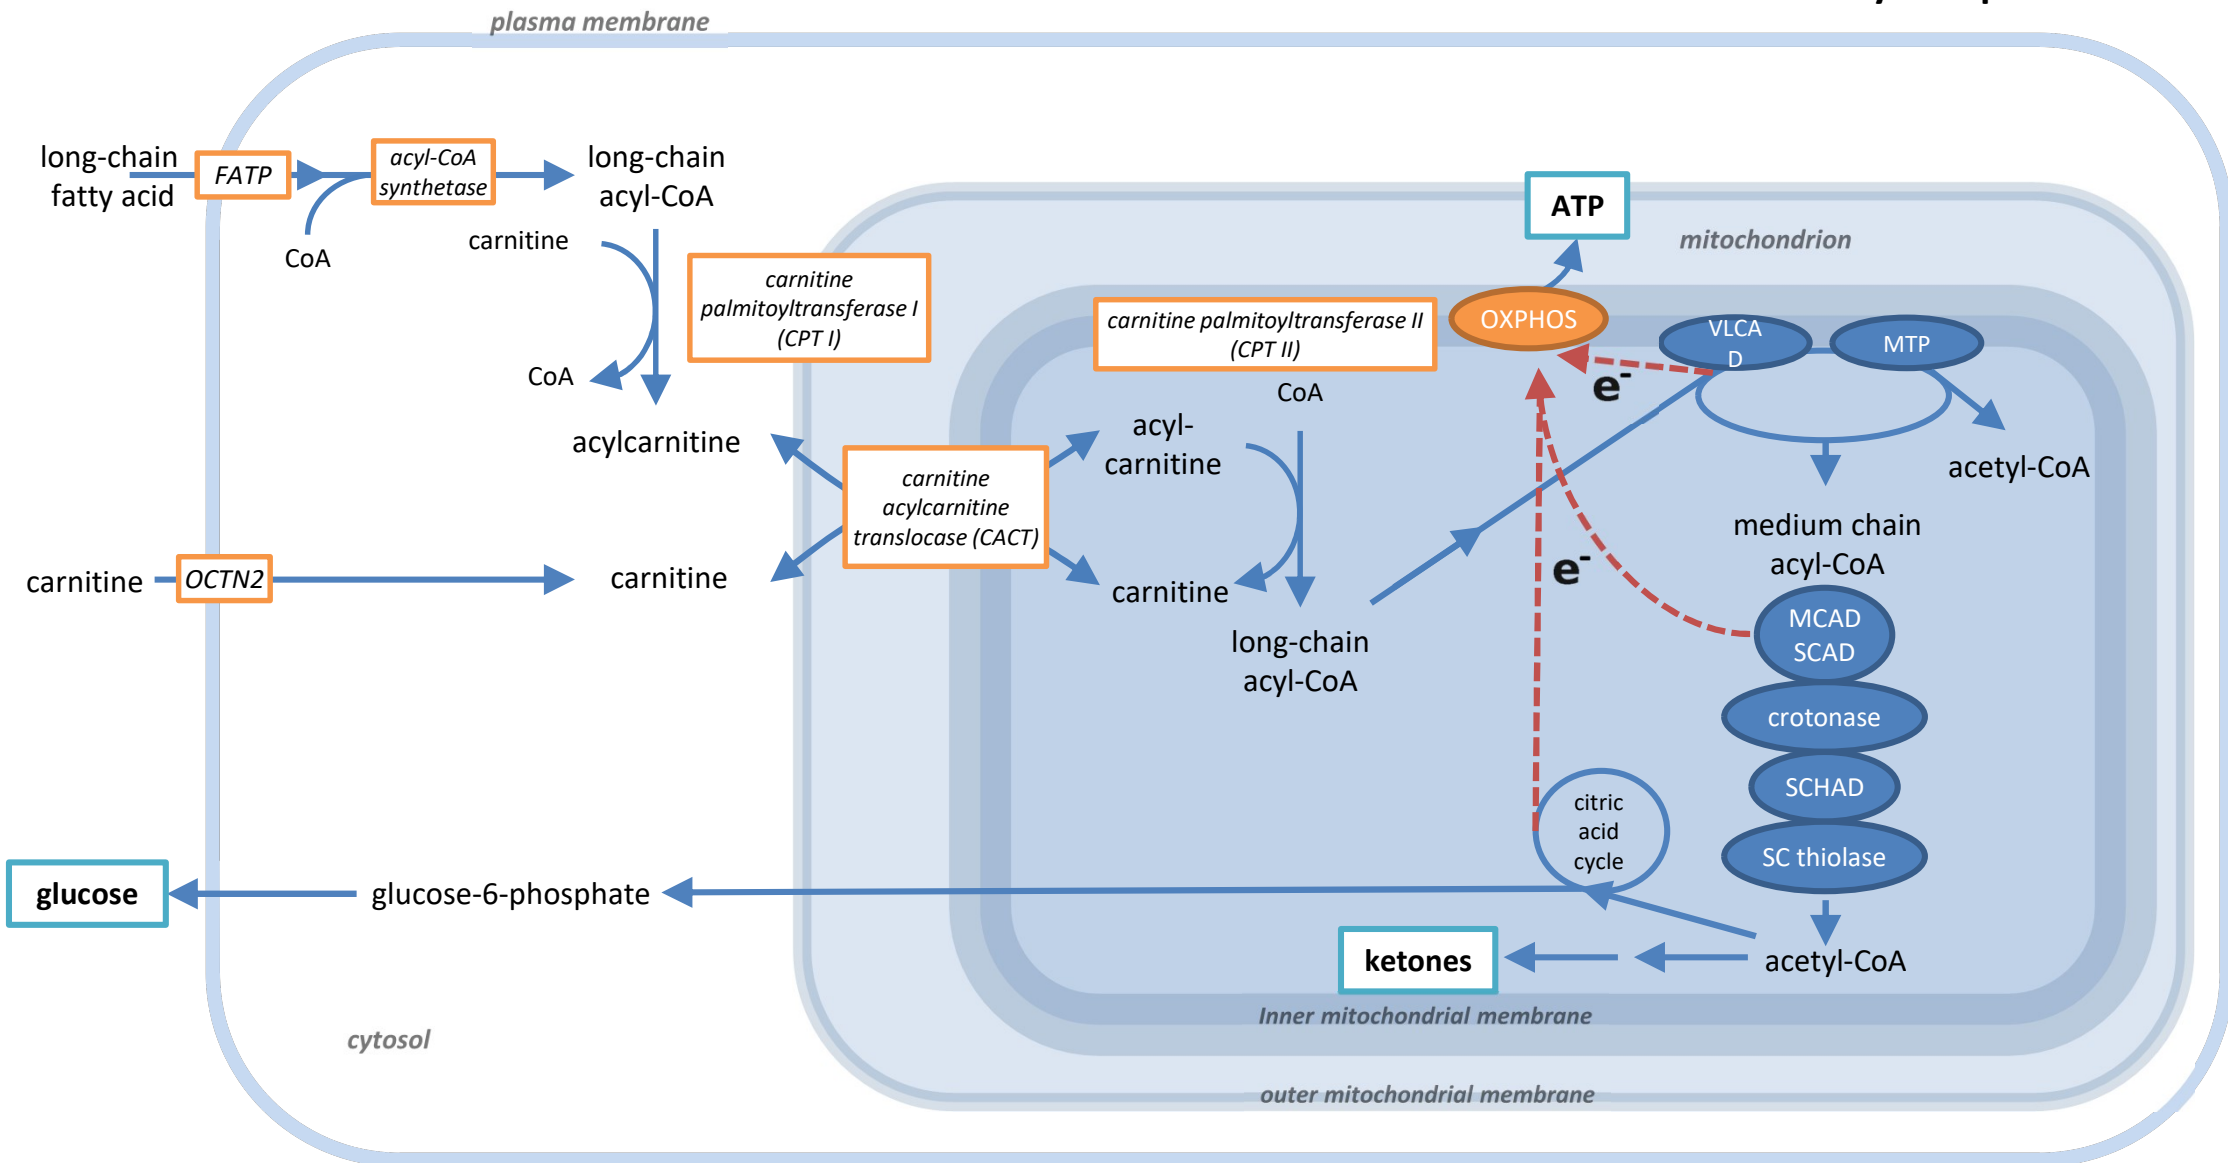 plasma membrane
long-chain
fatty acid
FATP
acyl-CoA
synthetase
long-chain
acyl-CoA
CoA
carnitine
carnitine
palmitoyltransferase I
(CPT I)
CoA
acylcarnitine
carnitine
OCTN2
carnitine
carnitine
acylcarnitine
translocase (CACT)
ATP
mitochondrion
carnitine palmitoyltransferase II
(CPT II)
OXPHOS
VLCA
D
MTP
e-
CoA
acyl-
carnitine
carnitine
long-chain
acyl-CoA
acetyl-CoA
medium chain
acyl-CoA
e-
MCAD
SCAD
crotonase
SCHAD
SC thiolase
citric
acid
cycle
acetyl-CoA
ketones
glucose-6-phosphate
glucose
Inner mitochondrial membrane
cytosol
outer mitochondrial membrane